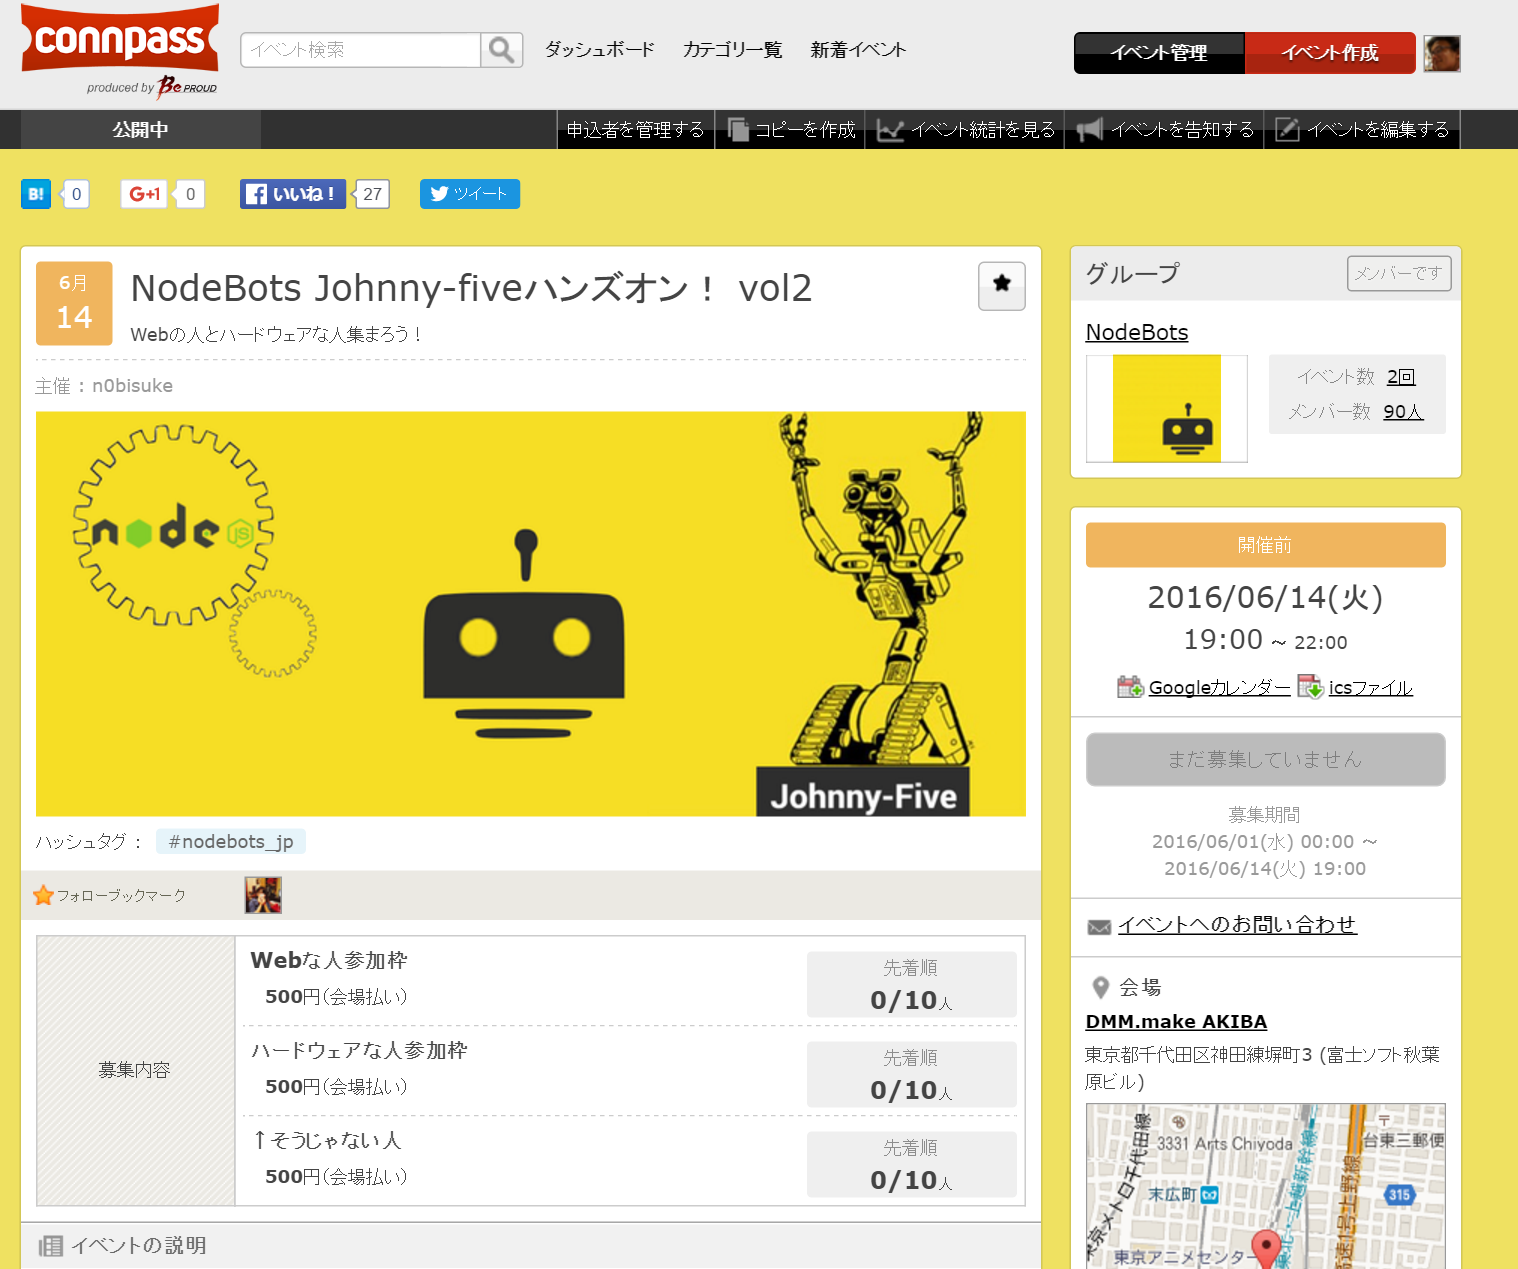 connpass
produced by Be PROUD
イベント検索
ダッシュボード
カテゴリ一覧
新着イベント
イベント管理
イベント作成
公開中
申込者を管理する
コピーを作成
イベント統計を見る
イベントを告知する
イベントを編集する
B!
0
G+1
0
いいね！
27
ツイート
6月
14
NodeBots Johnny-fiveハンズオン！ vol2
Webの人とハードウェアな人集まろう！
主催：n0bisuke
node JS
Johnny-Five
ハッシュタグ： #nodebots_jp
フォローブックマーク
募集内容
Webな人参加枠
500円（会場払い）
先着順
0/10人
ハードウェアな人参加枠
500円（会場払い）
先着順
0/10人
↑そうじゃない人
500円（会場払い）
先着順
0/10人
イベントの説明
グループ
メンバーです
NodeBots
イベント数 2回
メンバー数 90人
開催前
2016/06/14(火)
19:00 ～ 22:00
Googleカレンダー
icsファイル
まだ募集していません
募集期間
2016/06/01(水) 00:00 ～
2016/06/14(火) 19:00
イベントへのお問い合わせ
会場
DMM.make AKIBA
東京都千代田区神田練塀町3 (富士ソフト秋葉
原ビル)
3331 Arts Chiyoda
台東三郵便
末広町
315
東京メトロ千代田線
東北・上越新幹線
高速1号上野線
東京アニメセンター